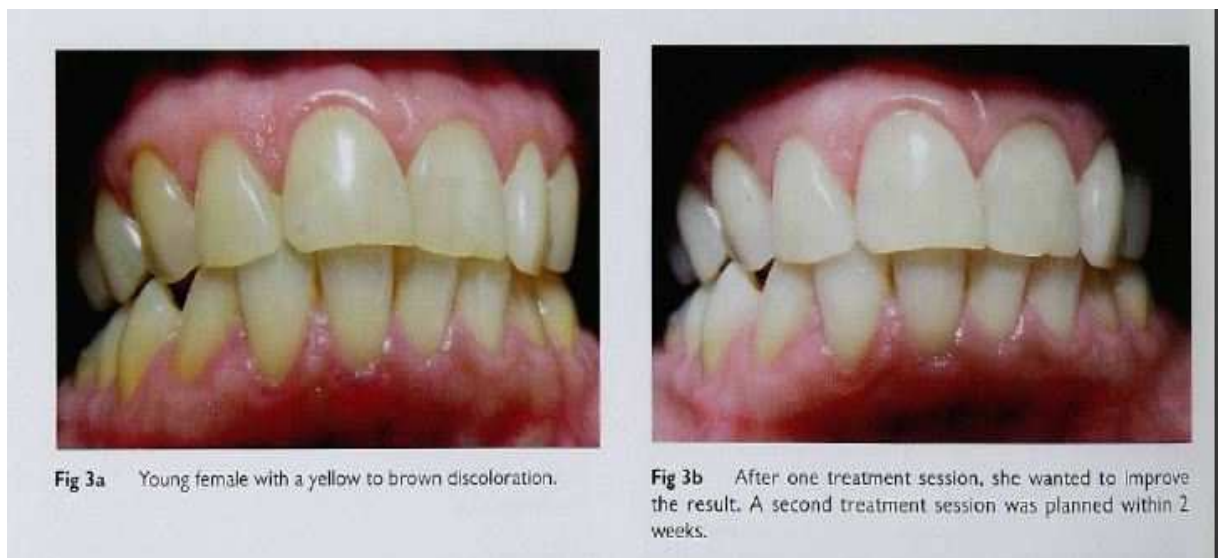 Fig 3a Young female with a yellow to brown discoloration.
Fig 3b After one treatment session, she wanted to improve
the result. A second treatment session was planned within 2
weeks.